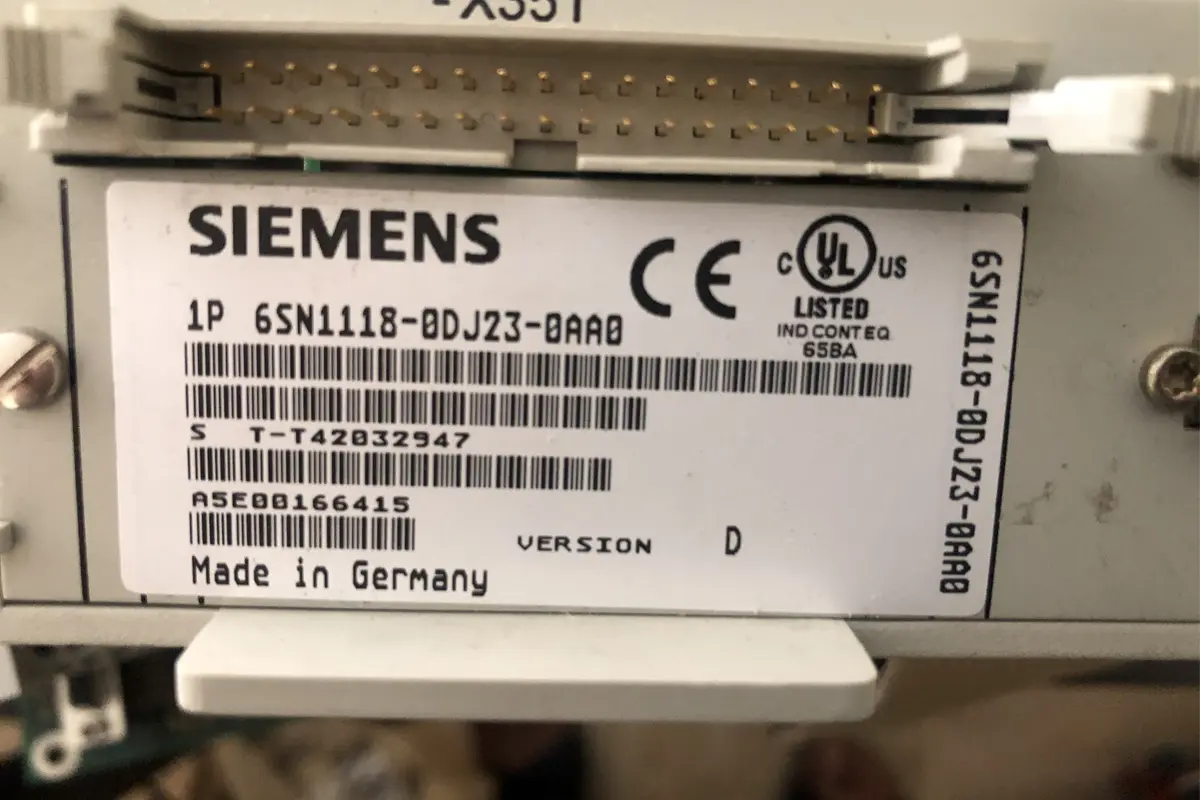 -X351
SIEMENS
CE
C UL US
LISTED
IND CONT EQ
65BA
1P 6SN1118-0DJ23-0AA0
S T-T42032947
A5E00166415
VERSION D
Made in Germany
6SN1118-0DJ23-0AA0